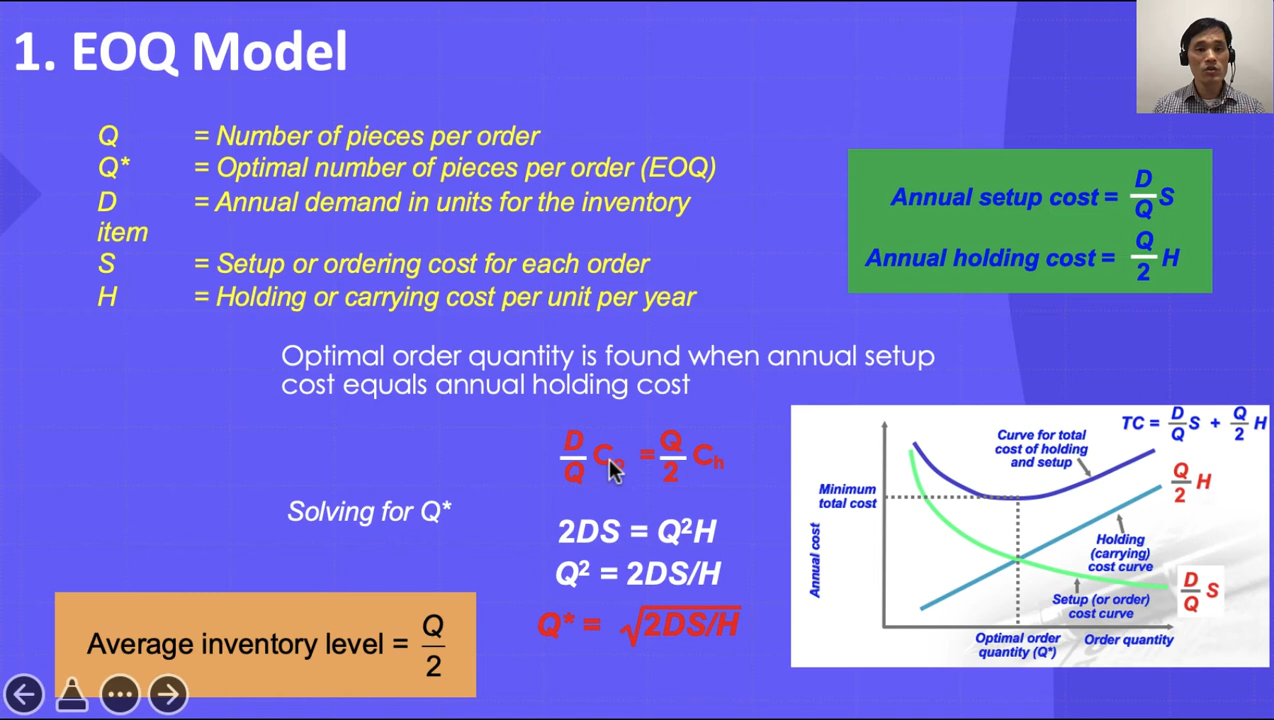 1. EOQ Model
Q = Number of pieces per order
Q* = Optimal number of pieces per order (EOQ)
D = Annual demand in units for the inventory
item
S = Setup or ordering cost for each order
H = Holding or carrying cost per unit per year
Annual setup cost = D/Q S
Annual holding cost = Q/2 H
Optimal order quantity is found when annual setup
cost equals annual holding cost
D/Q C = Q/2 Ch
Solving for Q*
2DS = Q²H
Q² = 2DS/H
Q* = √2DS/H
Average inventory level = Q/2
TC = D/Q S + Q/2 H
Curve for total
cost of holding
and setup
Q/2 H
Minimum
total cost
Annual cost
Holding
(carrying)
cost curve
D/Q S
Setup (or order)
cost curve
Optimal order
quantity (Q*)
Order quantity